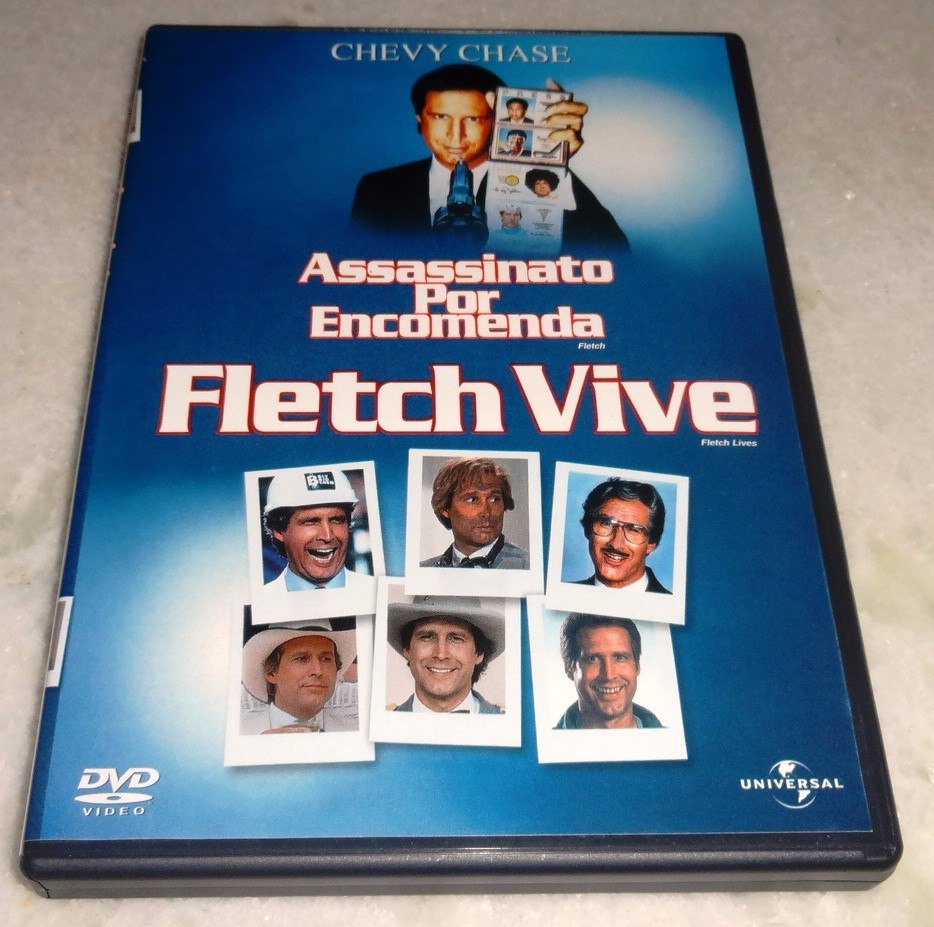 CHEVY CHASE
Assassinato
Por
Encomenda
Fletch
Fletch Vive
Fletch Lives
DVD
VIDEO
UNIVERSAL